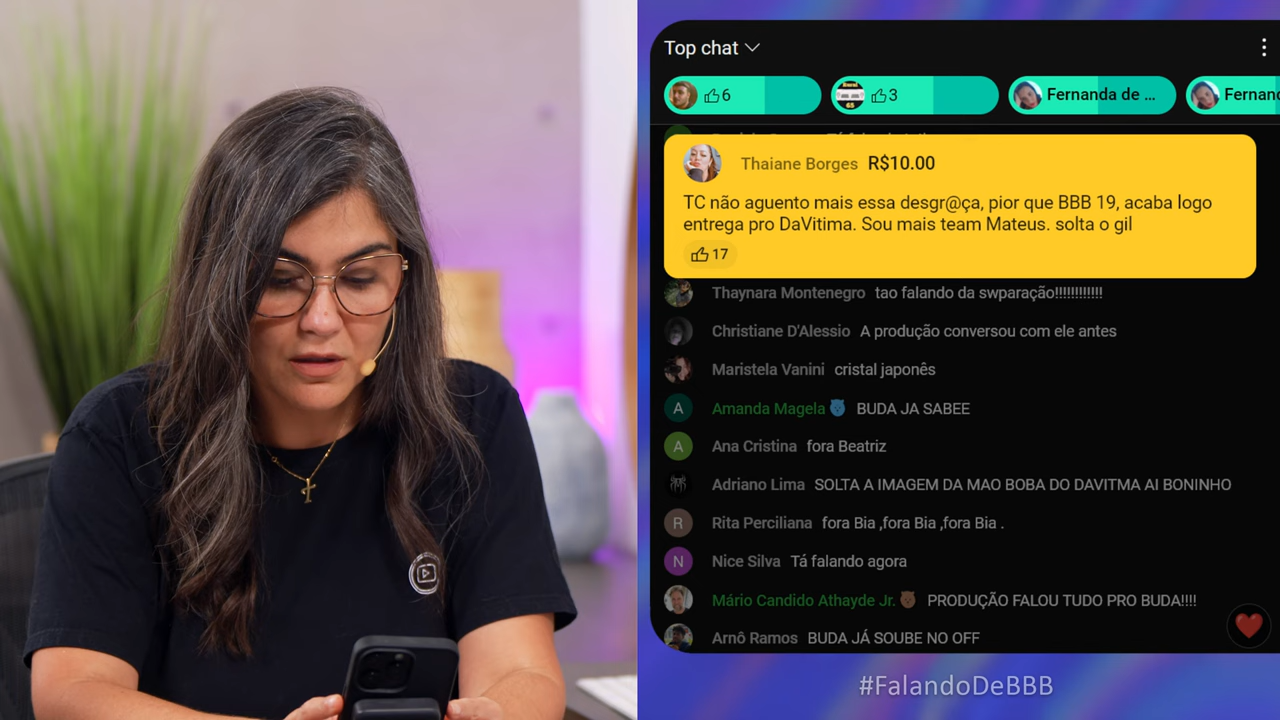 Top chat
6
3
Fernanda de ...
Fernan
Thaiane Borges R$10.00
TC não aguento mais essa desgr@ça, pior que BBB 19, acaba logo
entrega pro DaVitima. Sou mais team Mateus. solta o gil
17
Thaynara Montenegro tao falando da swparação!!!!!!!!!!!!
Christiane D'Alessio A produção conversou com ele antes
Maristela Vanini cristal japonês
A Amanda Magela BUDA JA SABEE
A Ana Cristina fora Beatriz
Adriano Lima SOLTA A IMAGEM DA MAO BOBA DO DAVITMA AI BONINHO
R Rita Perciliana fora Bia ,fora Bia ,fora Bia .
N Nice Silva Tá falando agora
Mário Candido Athayde Jr. PRODUÇÃO FALOU TUDO PRO BUDA!!!!
Arnô Ramos BUDA JÁ SOUBE NO OFF
#FalandoDeBBB